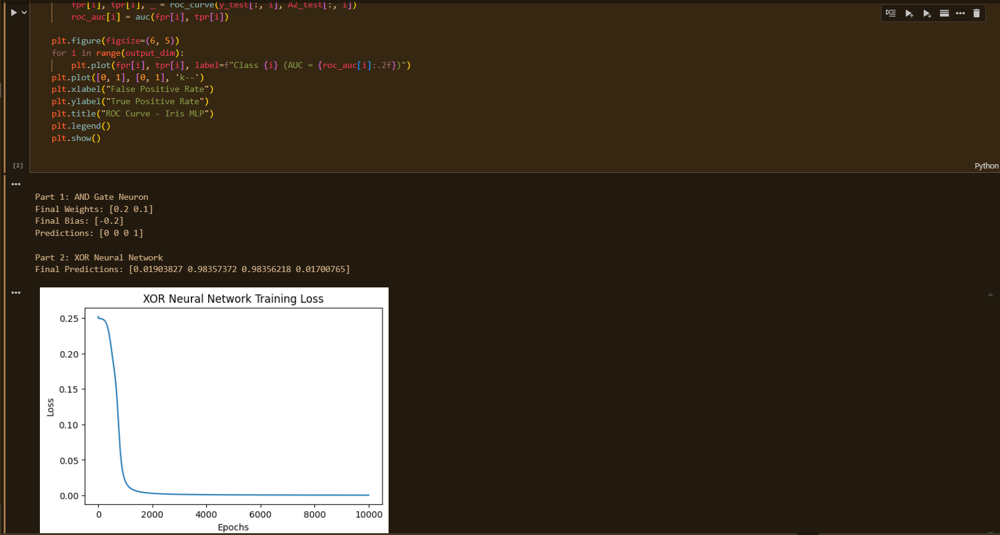 fpr[i], tpr[i], _ = roc_curve(y_test[:, i], A2_test[:, i])
roc_auc[i] = auc(fpr[i], tpr[i])
plt.figure(figsize=(6, 5))
for i in range(output_dim):
plt.plot(fpr[i], tpr[i], label=f"Class {i} (AUC = {roc_auc[i]:.2f})")
plt.plot([0, 1], [0, 1], 'k--')
plt.xlabel("False Positive Rate")
plt.ylabel("True Positive Rate")
plt.title("ROC Curve - Iris MLP")
plt.legend()
plt.show()
[2]
Python
Part 1: AND Gate Neuron
Final Weights: [0.2 0.1]
Final Bias: [-0.2]
Predictions: [0 0 0 1]
Part 2: XOR Neural Network
Final Predictions: [0.01903827 0.98357372 0.98356218 0.01700765]
XOR Neural Network Training Loss
0.25
0.20
0.15
Loss
0.10
0.05
0.00
0 2000 4000 6000 8000 10000
Epochs